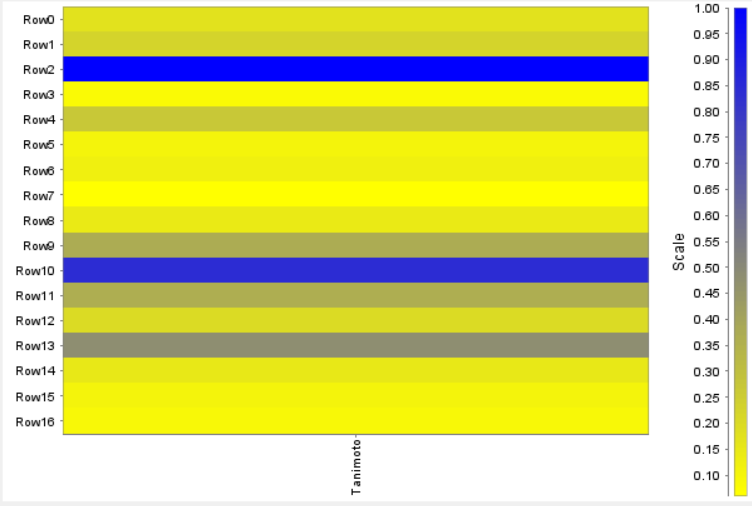 Row0
Row1
Row2
Row3
Row4
Row5
Row6
Row7
Row8
Row9
Row10
Row11
Row12
Row13
Row14
Row15
Row16
Tanimoto
Scale
1.00
0.95
0.90
0.85
0.80
0.75
0.70
0.65
0.60
0.55
0.50
0.45
0.40
0.35
0.30
0.25
0.20
0.15
0.10